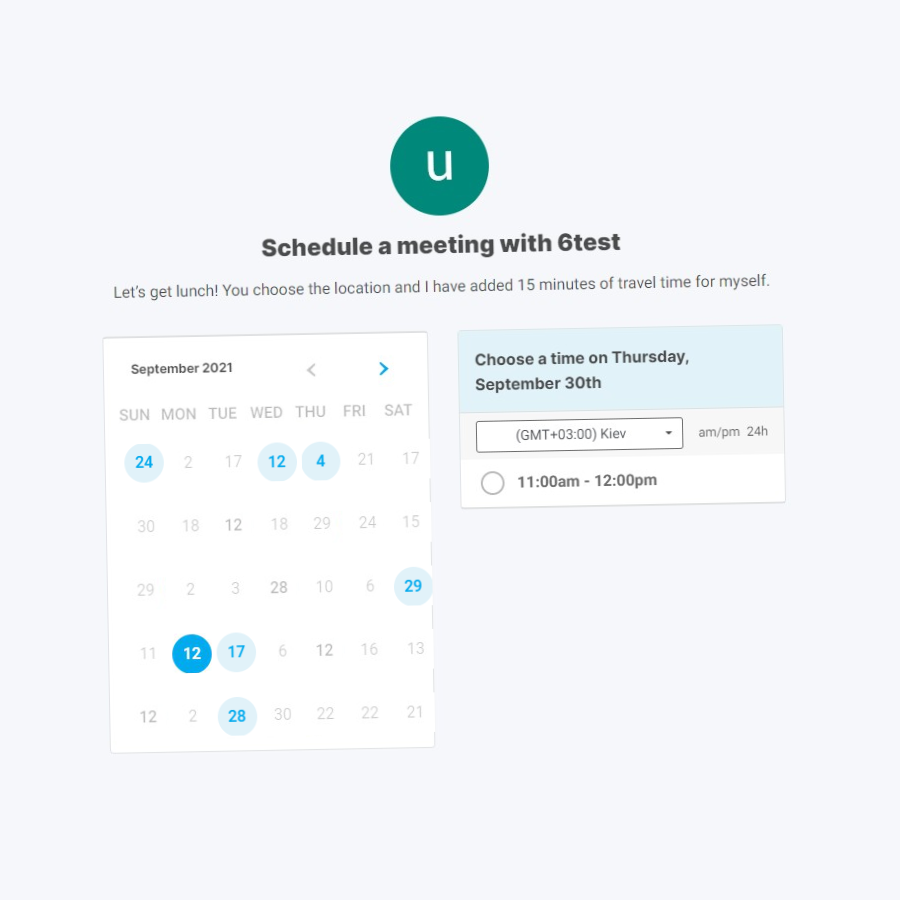 u
Schedule a meeting with 6test
Let's get lunch! You choose the location and I have added 15 minutes of travel time for myself.
September 2021
SUN MON TUE WED THU FRI SAT
24 2 17 12 4 21 17
30 18 12 18 29 24 15
29 2 3 28 10 6 29
11 12 17 6 12 16 13
12 2 28 30 22 22 21
Choose a time on Thursday,
September 30th
(GMT+03:00) Kiev am/pm 24h
11:00am - 12:00pm